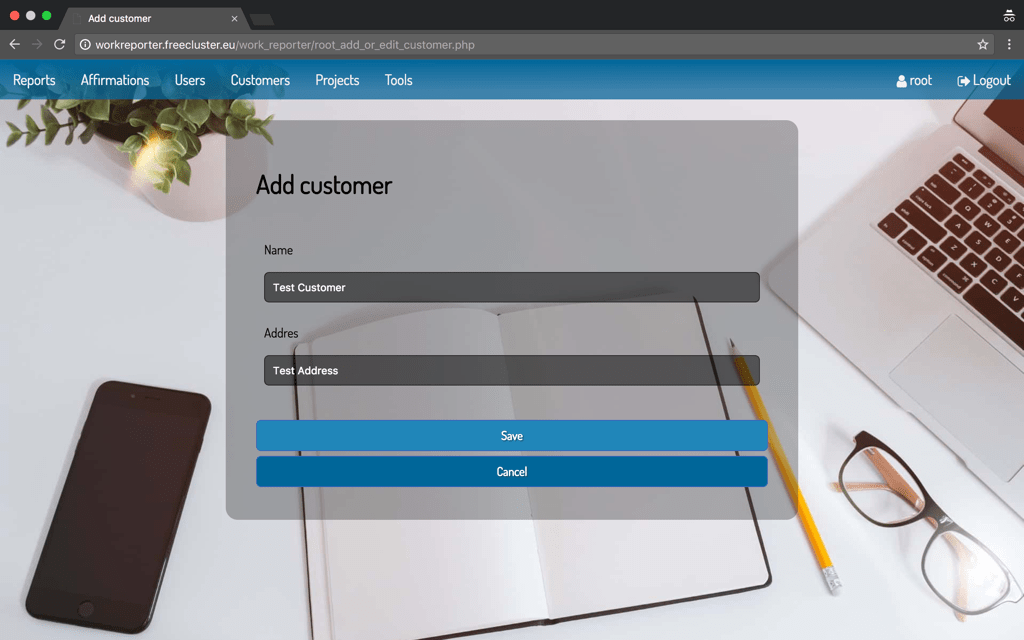 Add customer
workreporter.freecluster.eu/work_reporter/root_add_or_edit_customer.php
Reports Affirmations Users Customers Projects Tools root Logout
Add customer
Name
Test Customer
Addres
Test Address
Save
Cancel